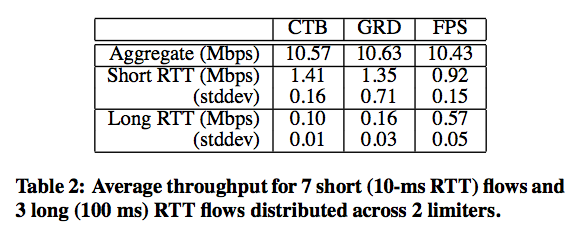 CTB GRD FPS
Aggregate (Mbps) 10.57 10.63 10.43
Short RTT (Mbps) 1.41 1.35 0.92
(stddev) 0.16 0.71 0.15
Long RTT (Mbps) 0.10 0.16 0.57
(stddev) 0.01 0.03 0.05
Table 2: Average throughput for 7 short (10-ms RTT) flows and
3 long (100 ms) RTT flows distributed across 2 limiters.